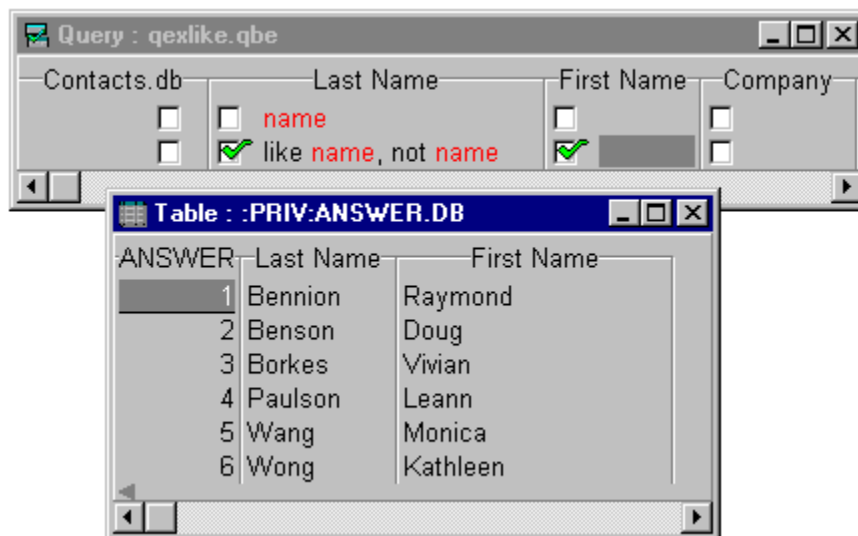 Query : qexlike.qbe
Contacts.db Last Name First Name Company
name
like name, not name
Table : :PRIV:ANSWER.DB
ANSWER Last Name First Name
1 Bennion Raymond
2 Benson Doug
3 Borkes Vivian
4 Paulson Leann
5 Wang Monica
6 Wong Kathleen